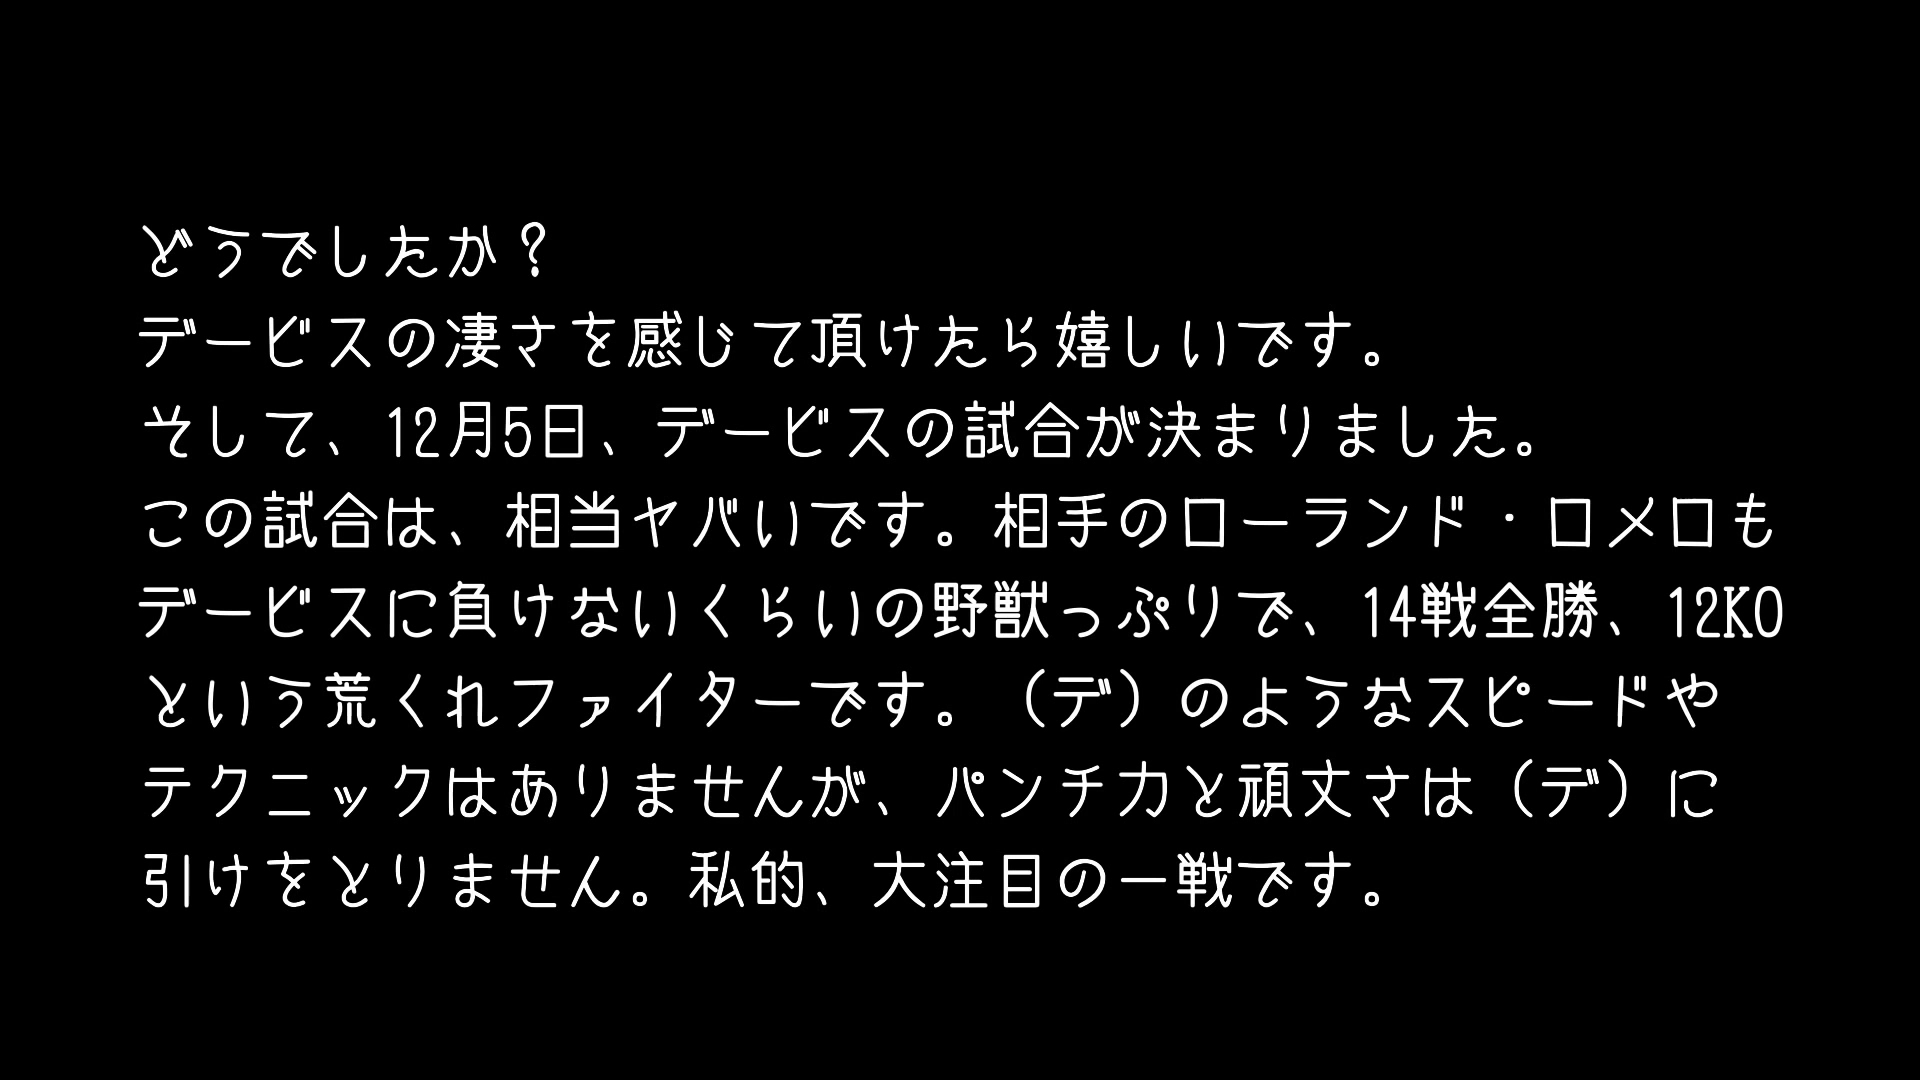 どうでしたか？
デービスの凄さを感じて頂けたら嬉しいです。
そして、12月5日、デービスの試合が決まりました。
この試合は、相当ヤバいです。相手のローランド・ロメロも
デービスに負けないくらいの野獣っぷりで、14戦全勝、12KO
という荒くれファイターです。（デ）のようなスピードや
テクニックはありませんが、パンチ力と頑丈さは（デ）に
引けをとりません。私的、大注目の一戦です。